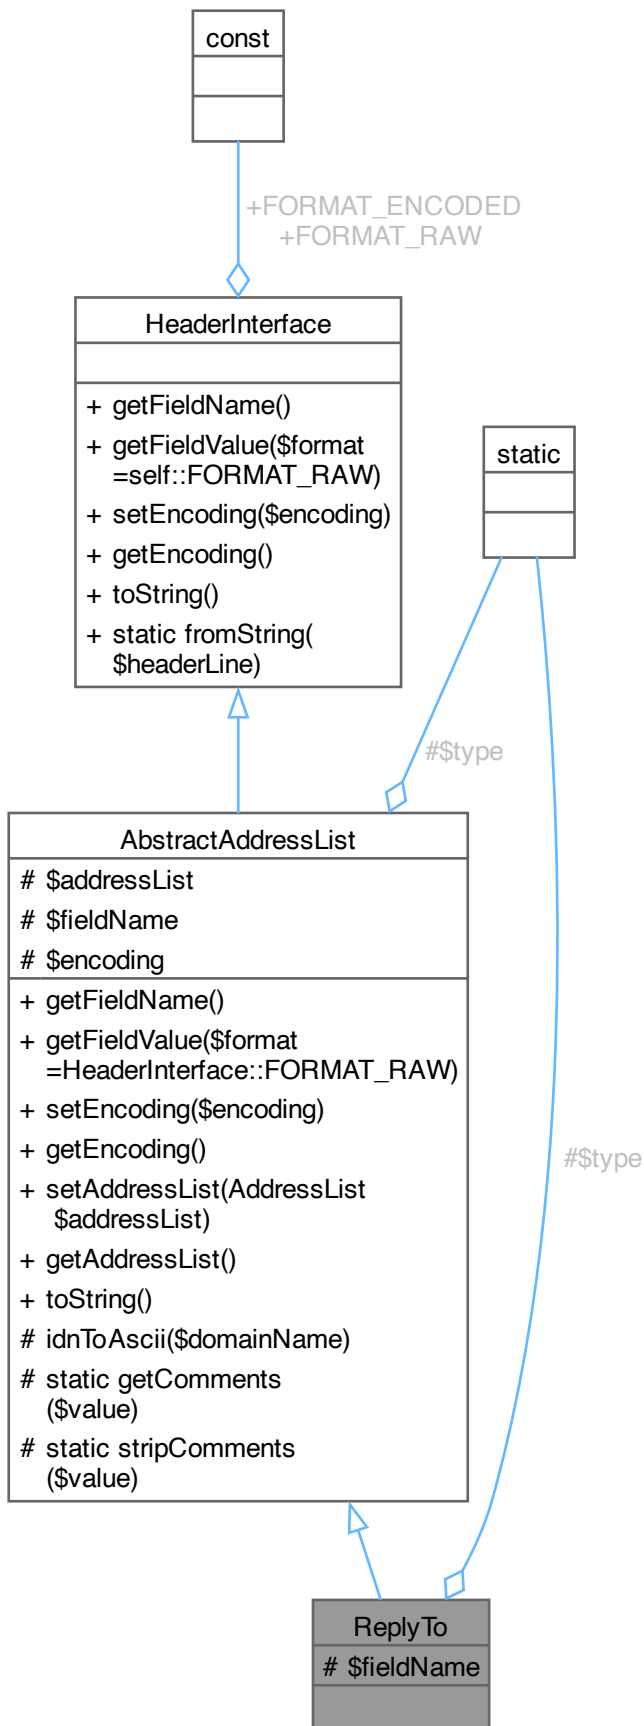 const
+FORMAT_ENCODED
+FORMAT_RAW
HeaderInterface
+ getFieldName()
+ getFieldValue($format
=self::FORMAT_RAW)
+ setEncoding($encoding)
+ getEncoding()
+ toString()
+ static fromString(
$headerLine)
static
#$type
AbstractAddressList
# $addressList
# $fieldName
# $encoding
+ getFieldName()
+ getFieldValue($format
=HeaderInterface::FORMAT_RAW)
+ setEncoding($encoding)
+ getEncoding()
+ setAddressList(AddressList
$addressList)
+ getAddressList()
+ toString()
# idnToAscii($domainName)
# static getComments
($value)
# static stripComments
($value)
#$type
ReplyTo
# $fieldName